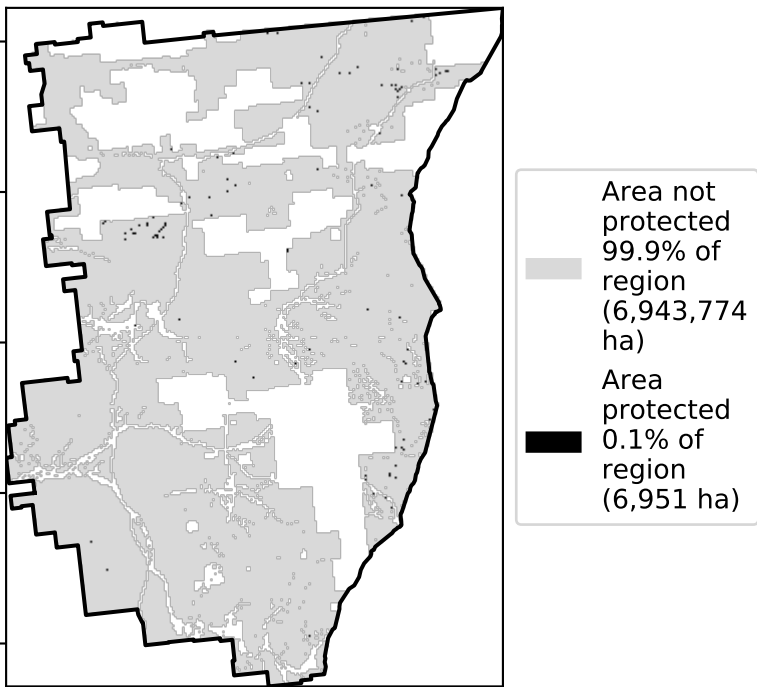 Area not
protected
99.9% of
region
(6,943,774
ha)
Area
protected
0.1% of
region
(6,951 ha)